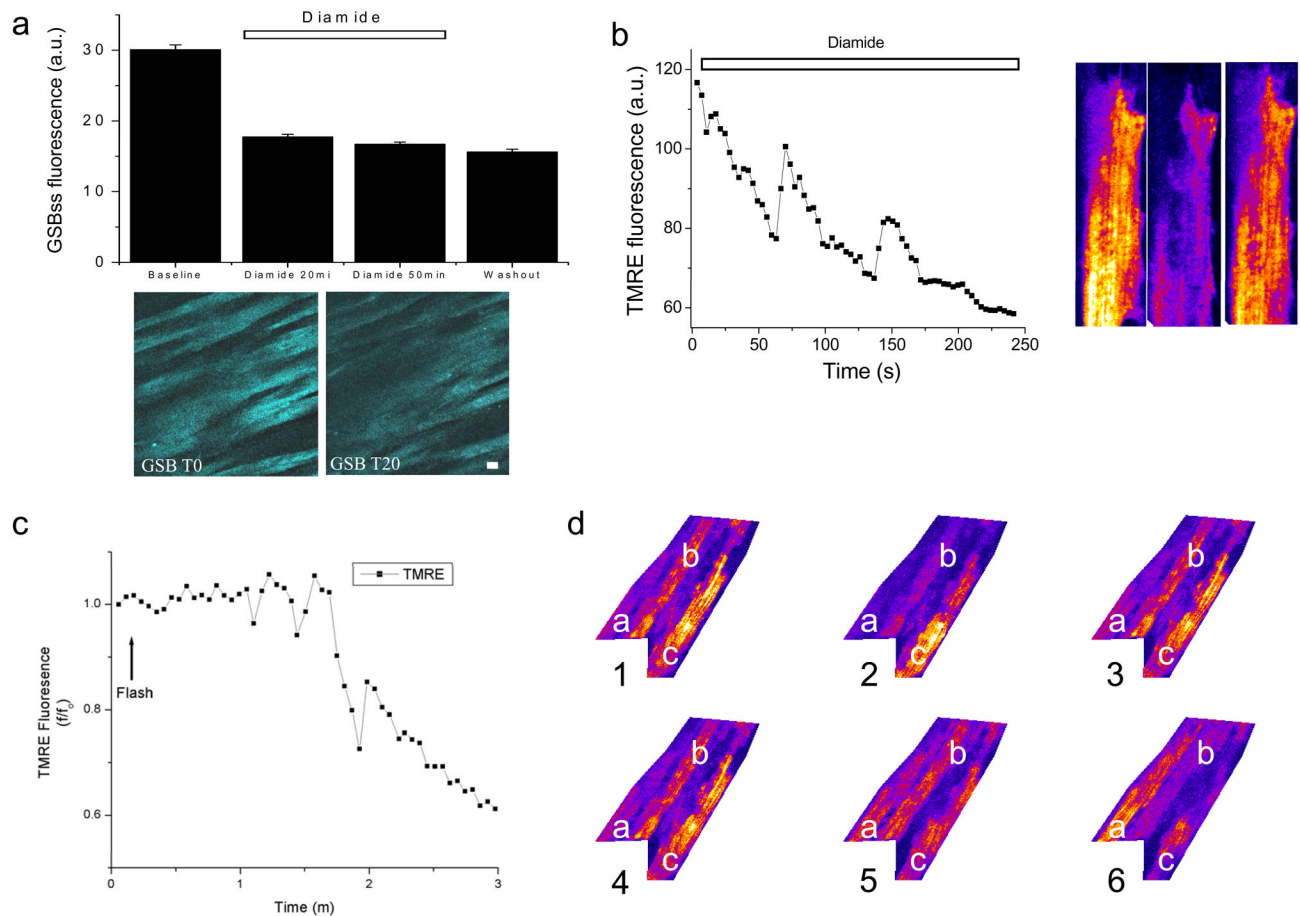 a
Diamide
GSBss fluorescence (a.u.)
30
20
10
0
Baseline
Diamide 20mi
Diamide 50min
Washout
GSB T0
GSB T20
b
Diamide
TMRE fluorescence (a.u.)
120
100
80
60
0
50
100
150
200
250
Time (s)
c
TMRE
TMRE Fluoresence
(f/f₀)
1.0
0.8
0.6
Flash
0
1
2
3
Time (m)
d
b
a
c
1
b
a
c
2
b
a
c
3
b
a
c
4
b
a
c
5
b
a
c
6